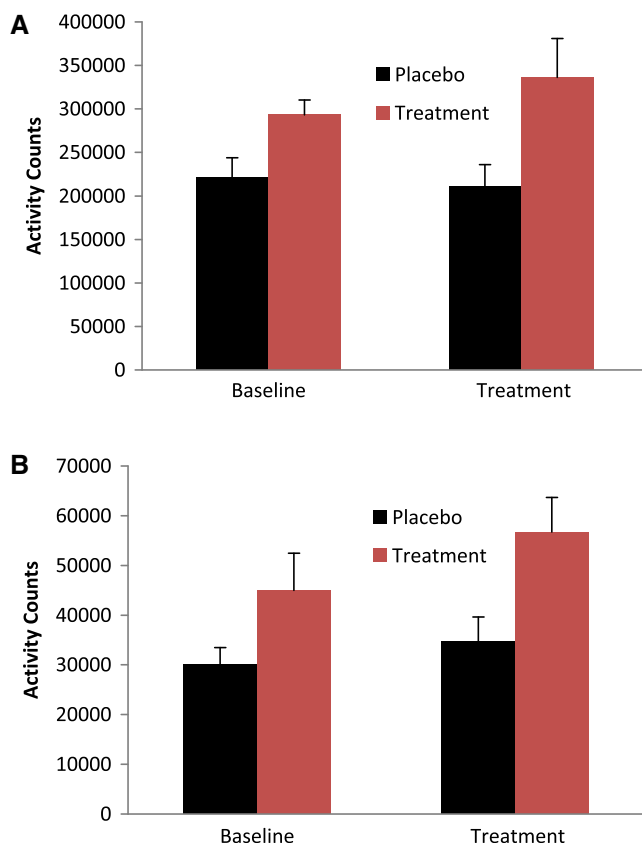 A
Activity Counts
400000
350000
300000
250000
200000
150000
100000
50000
0
Placebo
Treatment
Baseline Treatment
B
Activity Counts
70000
60000
50000
40000
30000
20000
10000
0
Placebo
Treatment
Baseline Treatment